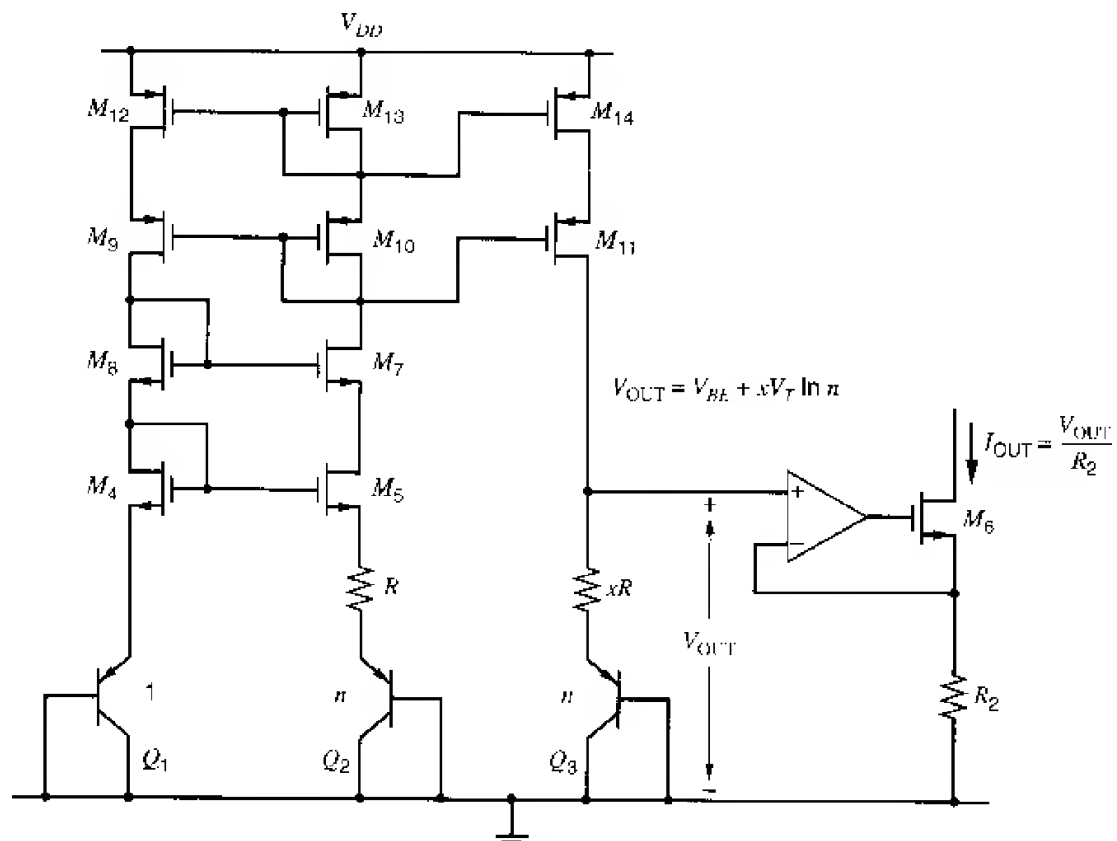 V_DD
M_12
M_13
M_14
M_9
M_10
M_11
M_8
M_7
V_OUT = V_BE + xV_T ln n
I_OUT = V_OUT / R_2
M_4
M_5
+
+
M_6
−
R
xR
V_OUT
1
n
n
R_2
Q_1
Q_2
Q_3
−